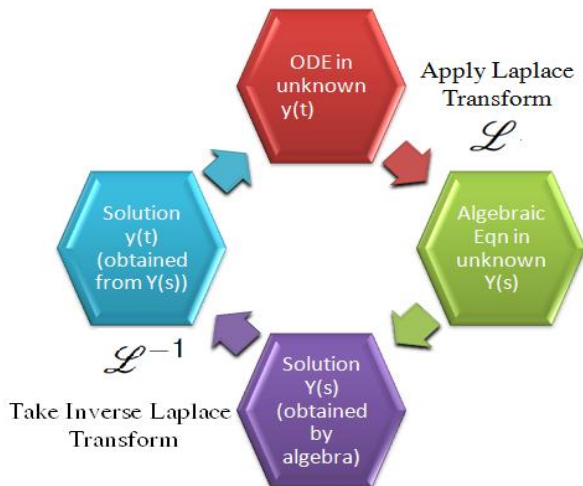 ODE in
unknown
y(t)
Apply Laplace
Transform
ℒ
Algebraic
Eqn in
unknown
Y(s)
Solution
Y(s)
(obtained
by
algebra)
ℒ⁻¹
Take Inverse Laplace
Transform
Solution
y(t)
(obtained
from Y(s))